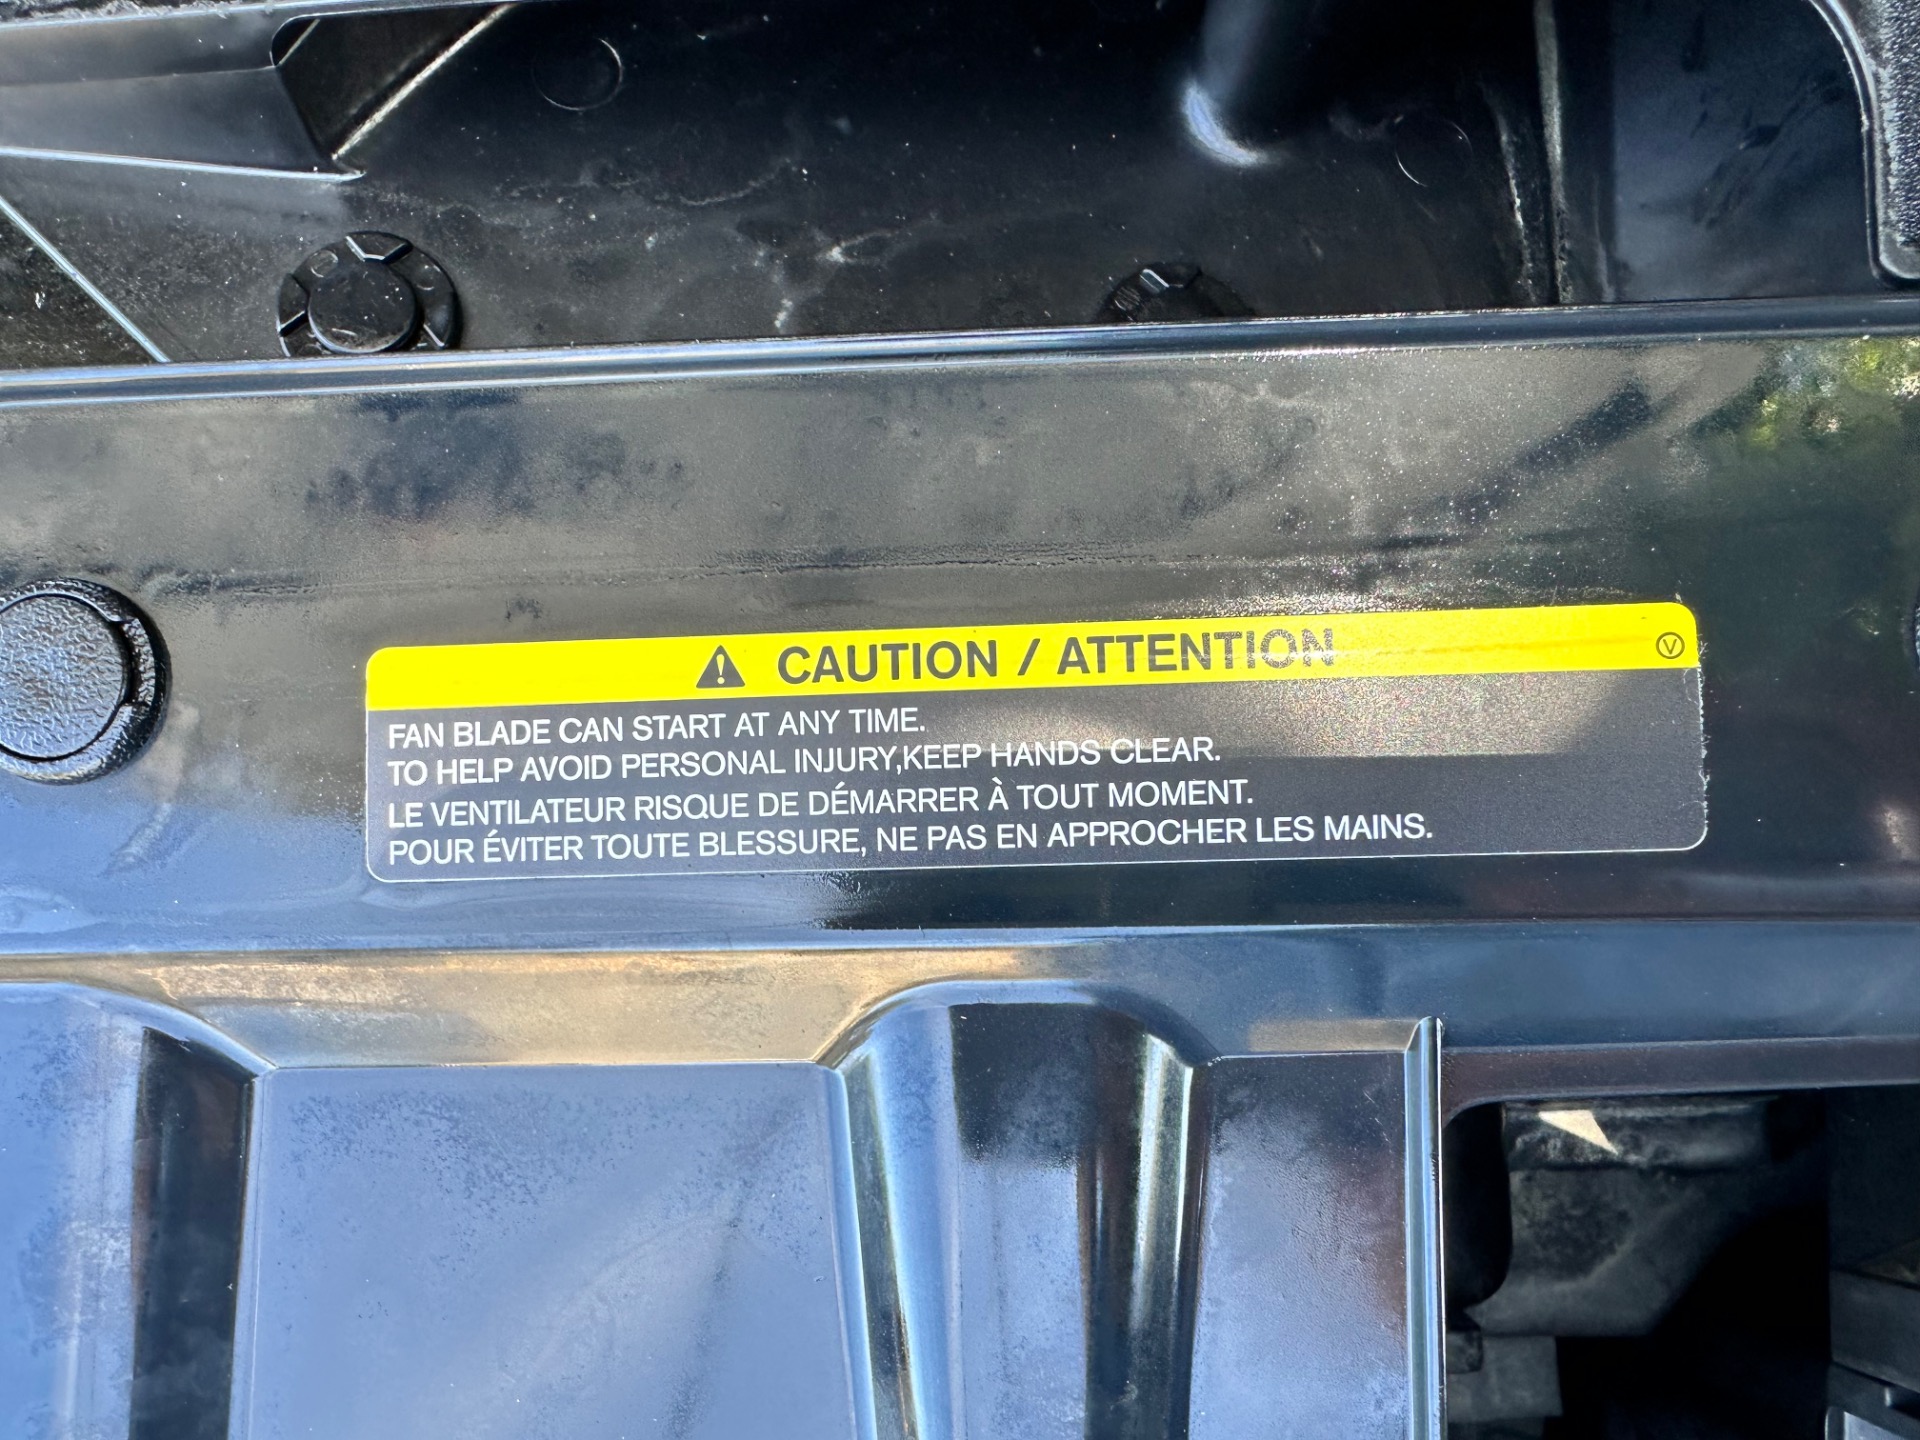 CAUTION / ATTENTION
V
FAN BLADE CAN START AT ANY TIME.
TO HELP AVOID PERSONAL INJURY,KEEP HANDS CLEAR.
LE VENTILATEUR RISQUE DE DÉMARRER À TOUT MOMENT.
POUR ÉVITER TOUTE BLESSURE, NE PAS EN APPROCHER LES MAINS.